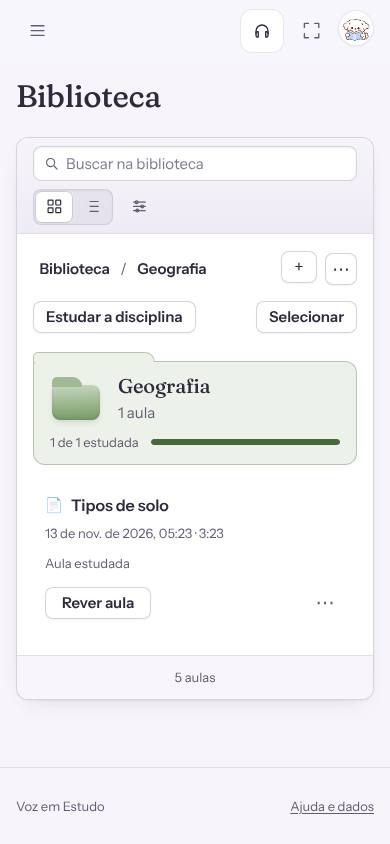 Biblioteca
Buscar na biblioteca
Biblioteca / Geografia
+ ...
Estudar a disciplina
Selecionar
Geografia
1 aula
1 de 1 estudada
Tipos de solo
13 de nov. de 2026, 05:23 · 3:23
Aula estudada
Rever aula
...
5 aulas
Voz em Estudo
Ajuda e dados